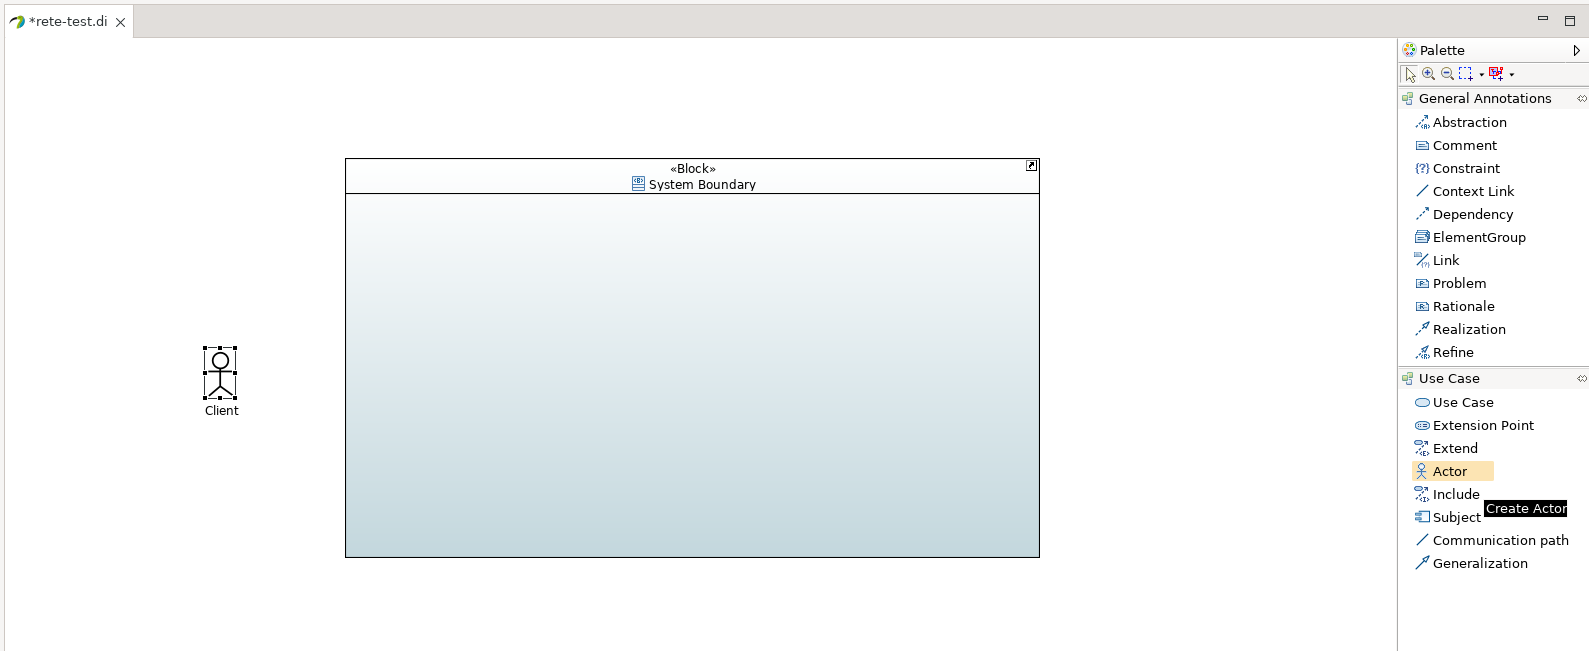 *rete-test.di
Palette
General Annotations
Abstraction
Comment
Constraint
Context Link
Dependency
ElementGroup
Link
Problem
Rationale
Realization
Refine
Use Case
Use Case
Extension Point
Extend
Actor
Include
Create Actor
Subject
Communication path
Generalization
«Block»
System Boundary
Client